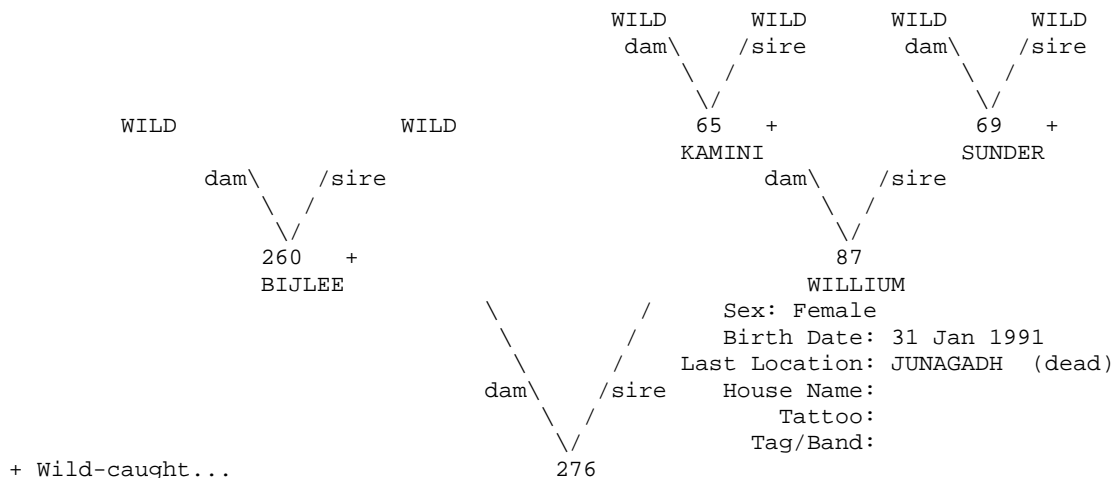 WILD WILD WILD WILD
dam\ /sire dam\ /sire
\ / \ /
\/ \/
WILD WILD 65 + 69 +
KAMINI SUNDER
dam\ /sire dam\ /sire
\ / \ /
\/ \/
260 + 87
BIJLEE WILLIUM
\ / Sex: Female
\ / Birth Date: 31 Jan 1991
\ / Last Location: JUNAGADH (dead)
dam\ /sire House Name:
\ / Tattoo:
\/ Tag/Band:
+ Wild-caught... 276